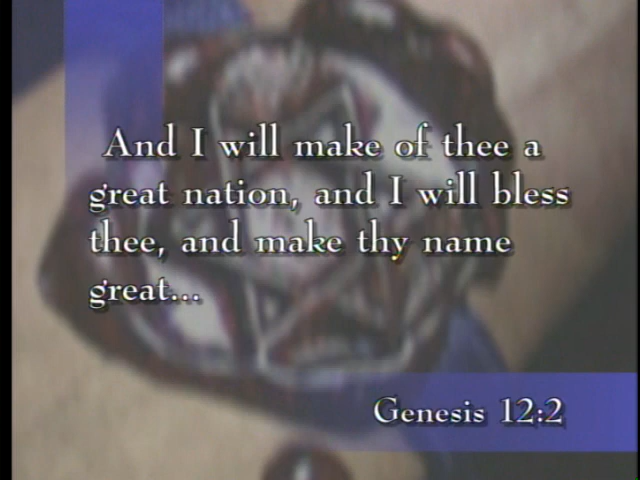 And I will make of thee a
great nation, and I will bless
thee, and make thy name
great...
Genesis 12:2